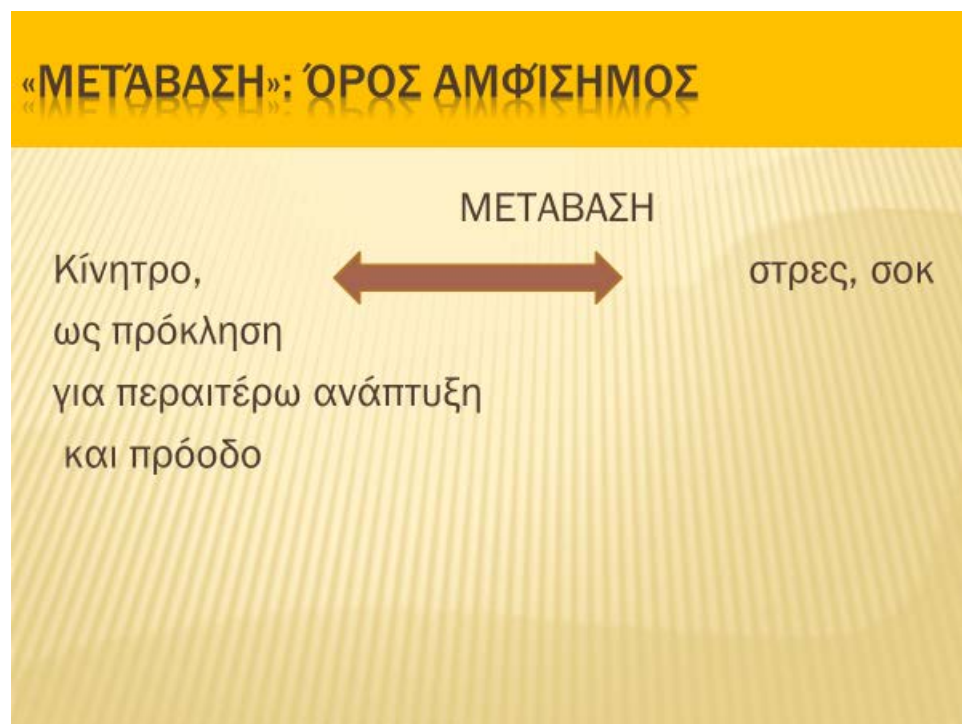 «ΜΕΤΆΒΑΣΗ»: ΌΡΟΣ ΑΜΦΊΣΗΜΟΣ
ΜΕΤΑΒΑΣΗ
Κίνητρο, στρες, σοκ
ως πρόκληση
για περαιτέρω ανάπτυξη
και πρόοδο